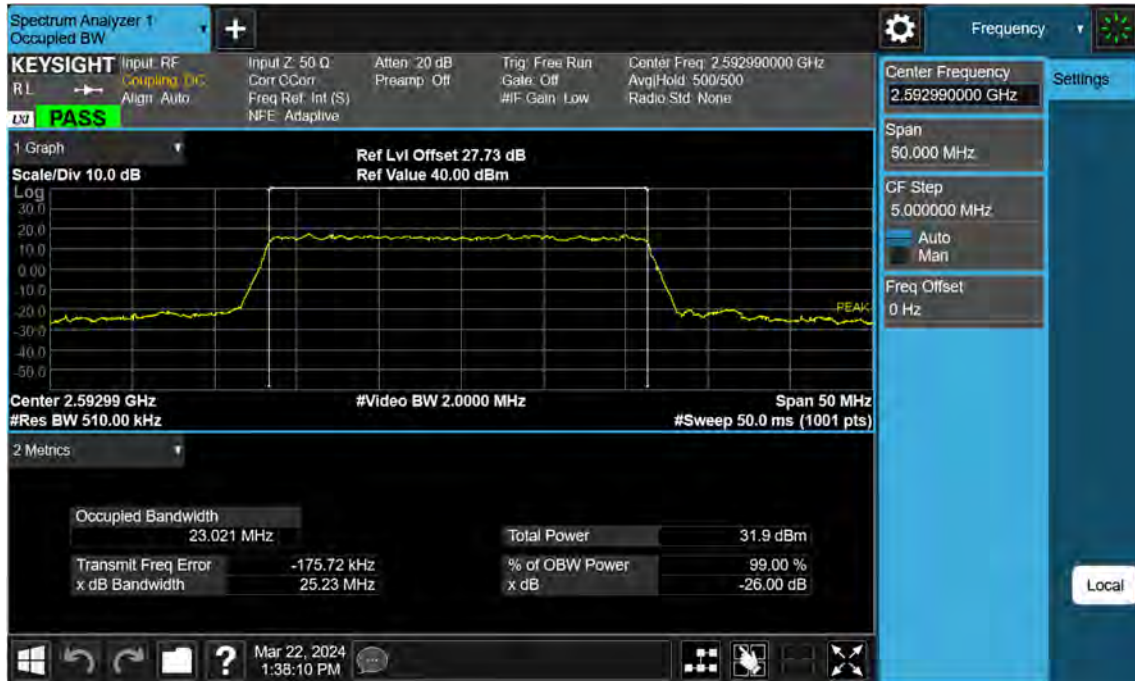 Spectrum Analyzer 1
Occupied BW
+
Frequency
KEYSIGHT Input: RF Input Z: 50 Ω Atten: 20 dB Trig: Free Run Center Freq: 2.592990000 GHz
RL Coupling: DC Corr CCorr Preamp: Off Gate: Off Avg|Hold: 500/500
Align: Auto Freq Ref: Int (S) #IF Gain: Low Radio Std: None
LXI PASS NFE: Adaptive
1 Graph
Ref Lvl Offset 27.73 dB
Scale/Div 10.0 dB Ref Value 40.00 dBm
Log
30.0
20.0
10.0
0.00
-10.0
-20.0
-30.0
-40.0
-50.0
PEAK
Center 2.59299 GHz #Video BW 2.0000 MHz Span 50 MHz
#Res BW 510.00 kHz #Sweep 50.0 ms (1001 pts)
2 Metrics
Occupied Bandwidth
23.021 MHz
Total Power 31.9 dBm
Transmit Freq Error -175.72 kHz % of OBW Power 99.00 %
x dB Bandwidth 25.23 MHz x dB -26.00 dB
Center Frequency
2.592990000 GHz
Settings
Span
50.000 MHz
CF Step
5.000000 MHz
Auto
Man
Freq Offset
0 Hz
Local
? Mar 22, 2024
1:38:10 PM